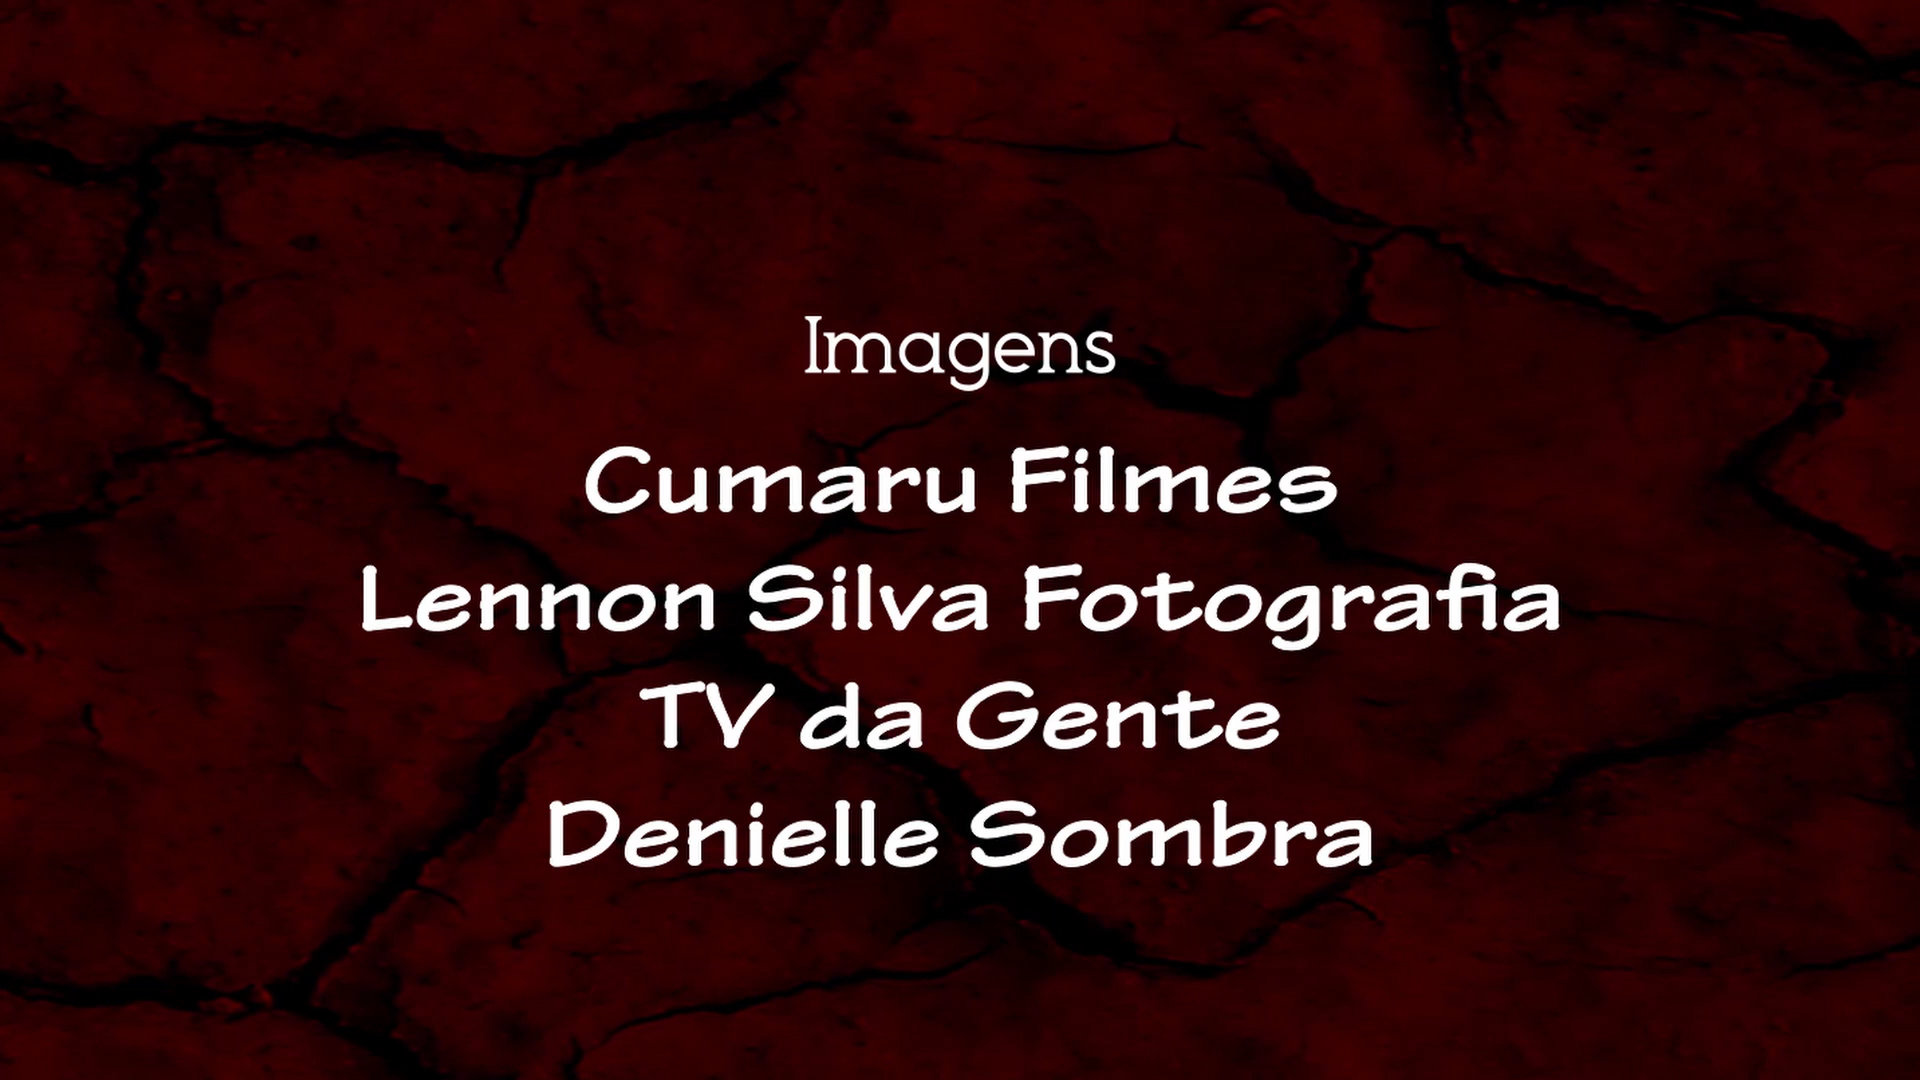 Imagens
Cumaru Filmes
Lennon Silva Fotografia
TV da Gente
Denielle Sombra